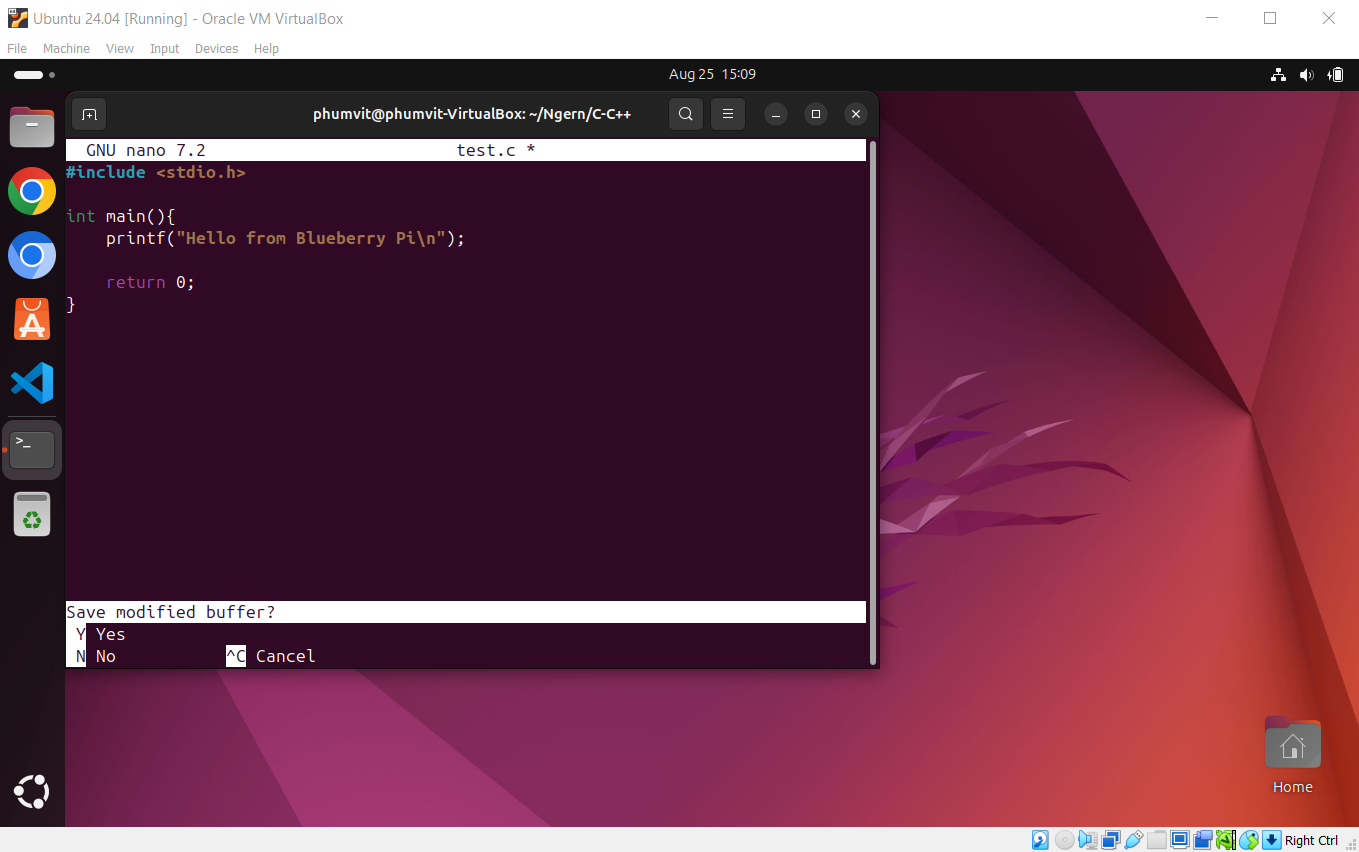 Ubuntu 24.04 [Running] - Oracle VM VirtualBox
File Machine View Input Devices Help
Aug 25 15:09
phumvit@phumvit-VirtualBox: ~/Ngern/C-C++
GNU nano 7.2 test.c *
#include <stdio.h>
int main(){
    printf("Hello from Blueberry Pi\n");
    return 0;
}
Save modified buffer?
Y Yes
N No ^C Cancel
Home
Right Ctrl